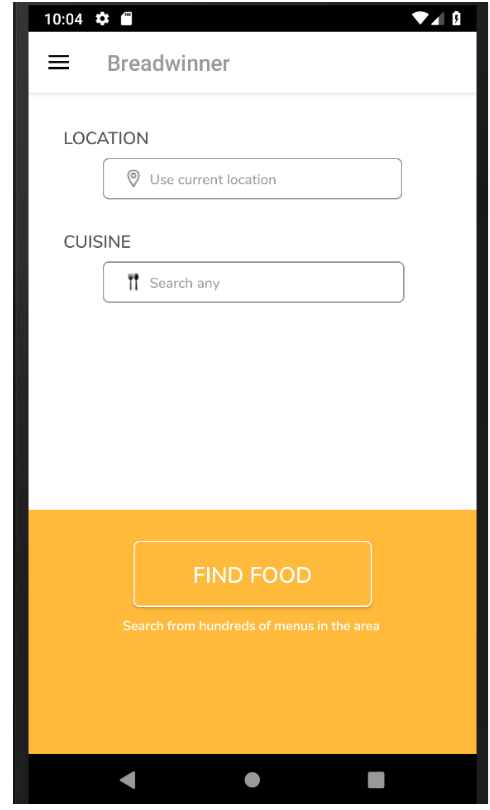 10:04
Breadwinner
LOCATION
Use current location
CUISINE
Search any
FIND FOOD
Search from hundreds of menus in the area